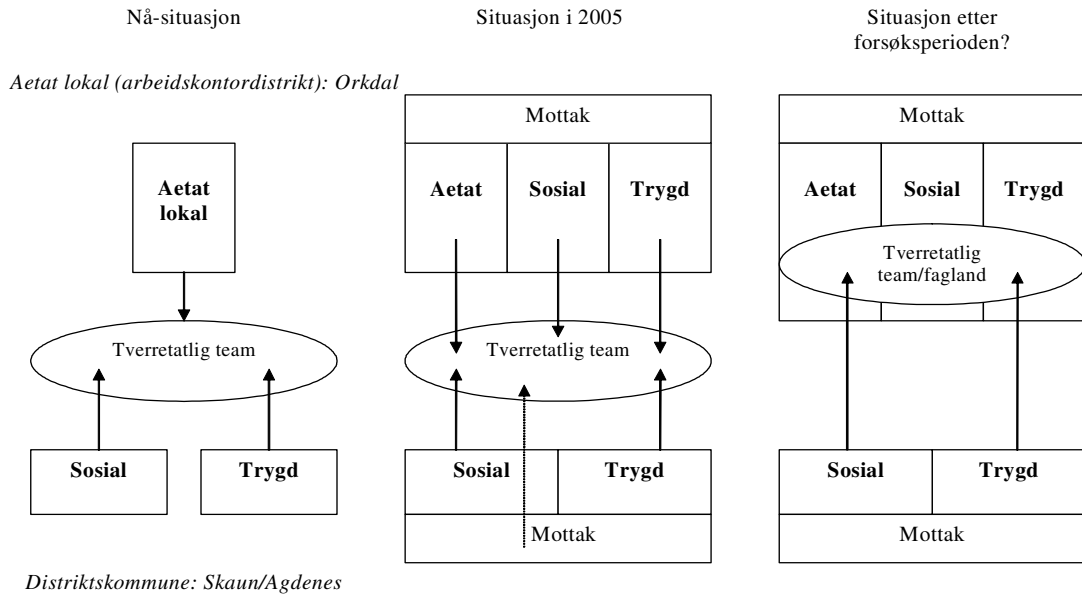 Nå-situasjon
Situasjon i 2005
Situasjon etter
forsøksperioden?
Aetat lokal (arbeidskontordistrikt): Orkdal
Aetat
lokal
Tverretatlig team
Sosial
Trygd
Mottak
Aetat
Sosial
Trygd
Tverretatlig team
Sosial
Trygd
Mottak
Mottak
Aetat
Sosial
Trygd
Tverretatlig
team/fagland
Sosial
Trygd
Mottak
Distriktskommune: Skaun/Agdenes